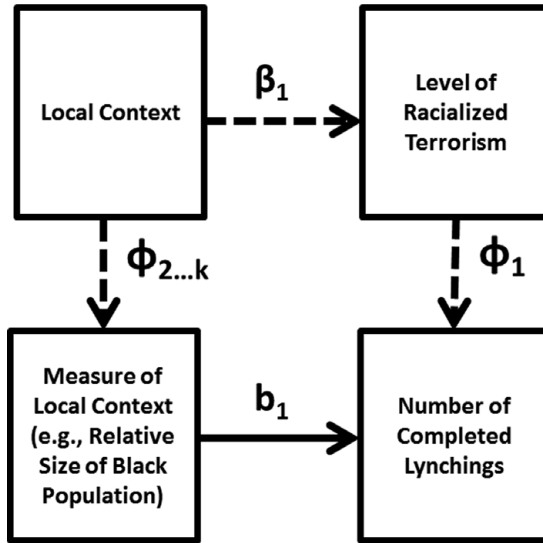 Local Context
β1
Level of
Racialized
Terrorism
ϕ2...k
ϕ1
Measure of
Local Context
(e.g., Relative
Size of Black
Population)
b1
Number of
Completed
Lynchings